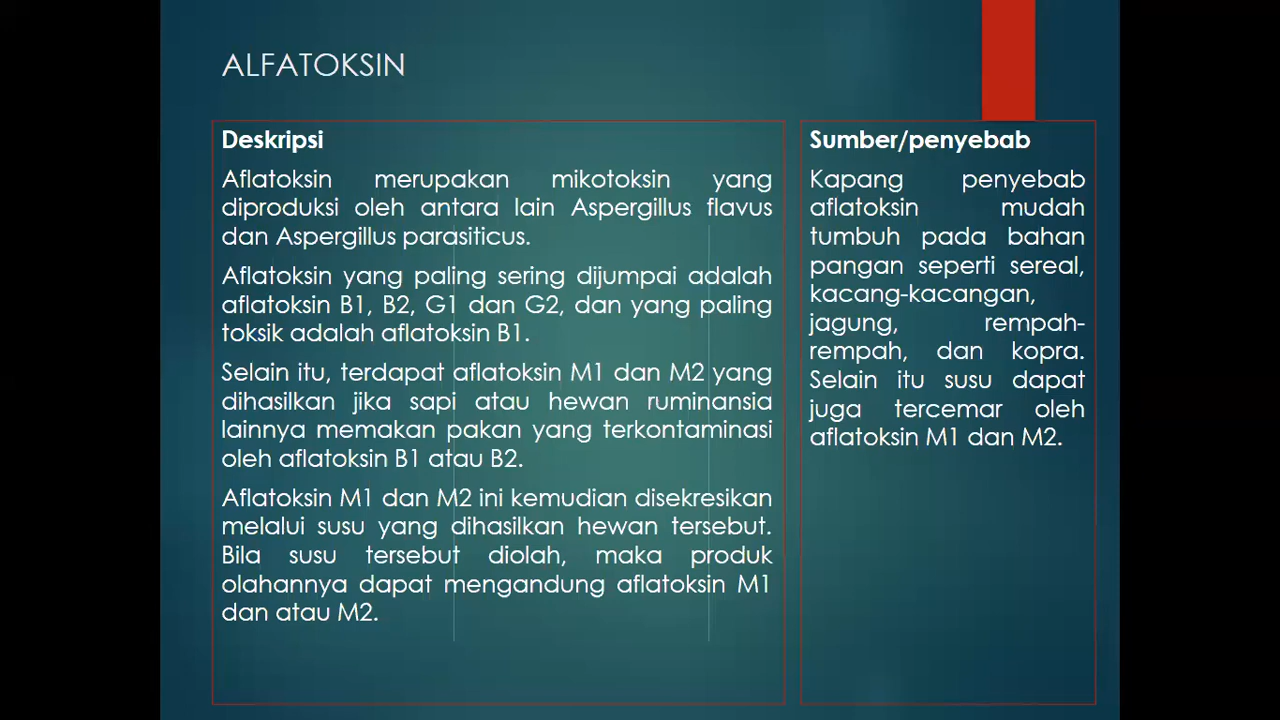 ALFATOKSIN
Deskripsi
Aflatoksin merupakan mikotoksin yang
diproduksi oleh antara lain Aspergillus flavus
dan Aspergillus parasiticus.
Aflatoksin yang paling sering dijumpai adalah
aflatoksin B1, B2, G1 dan G2, dan yang paling
toksik adalah aflatoksin B1.
Selain itu, terdapat aflatoksin M1 dan M2 yang
dihasilkan jika sapi atau hewan ruminansia
lainnya memakan pakan yang terkontaminasi
oleh aflatoksin B1 atau B2.
Aflatoksin M1 dan M2 ini kemudian disekresikan
melalui susu yang dihasilkan hewan tersebut.
Bila susu tersebut diolah, maka produk
olahannya dapat mengandung aflatoksin M1
dan atau M2.
Sumber/penyebab
Kapang penyebab
aflatoksin mudah
tumbuh pada bahan
pangan seperti sereal,
kacang-kacangan,
jagung, rempah-
rempah, dan kopra.
Selain itu susu dapat
juga tercemar oleh
aflatoksin M1 dan M2.